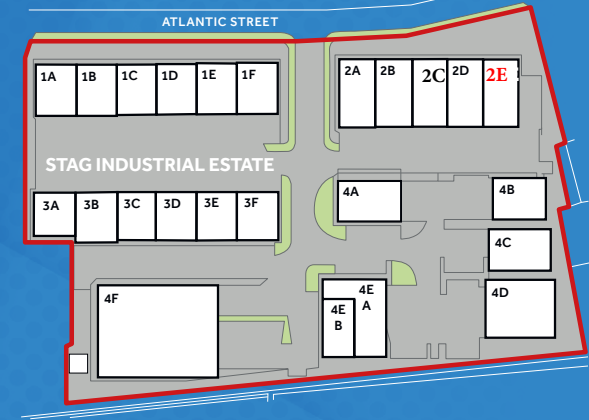 ATLANTIC STREET
1A 1B 1C 1D 1E 1F
2A 2B 2C 2D 2E
STAG INDUSTRIAL ESTATE
3A 3B 3C 3D 3E 3F
4A
4B
4C
4D
4E
A
4E
B
4F